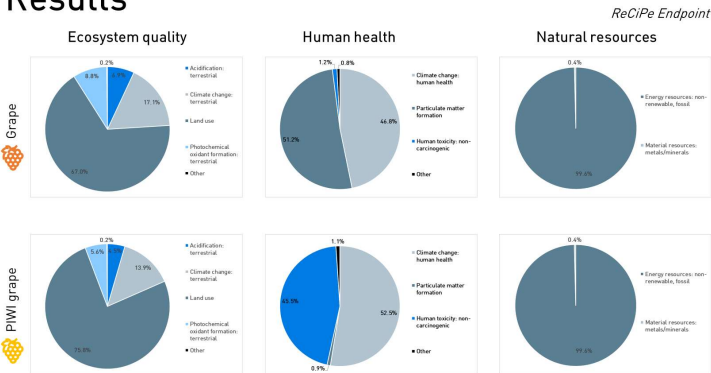 Results
ReCiPe Endpoint
Ecosystem quality
Human health
Natural resources
Grape
0.2%
8.8%
6.9%
17.1%
67.0%
Acidification:
terrestrial
Climate change:
terrestrial
Land use
Photochemical
oxidant formation:
terrestrial
Other
1.2%
0.8%
46.8%
51.2%
Climate change:
human health
Particulate matter
formation
Human toxicity: non-
carcinogenic
Other
0.4%
99.6%
Energy resources: non-
renewable, fossil
Material resources:
metals/minerals
PIWI grape
0.2%
5.6%
13.9%
75.8%
Acidification:
terrestrial
Climate change:
terrestrial
Land use
Photochemical
oxidant formation:
terrestrial
Other
1.1%
45.5%
52.5%
0.9%
Climate change:
human health
Particulate matter
formation
Human toxicity: non-
carcinogenic
Other
0.4%
99.6%
Energy resources: non-
renewable, fossil
Material resources:
metals/minerals